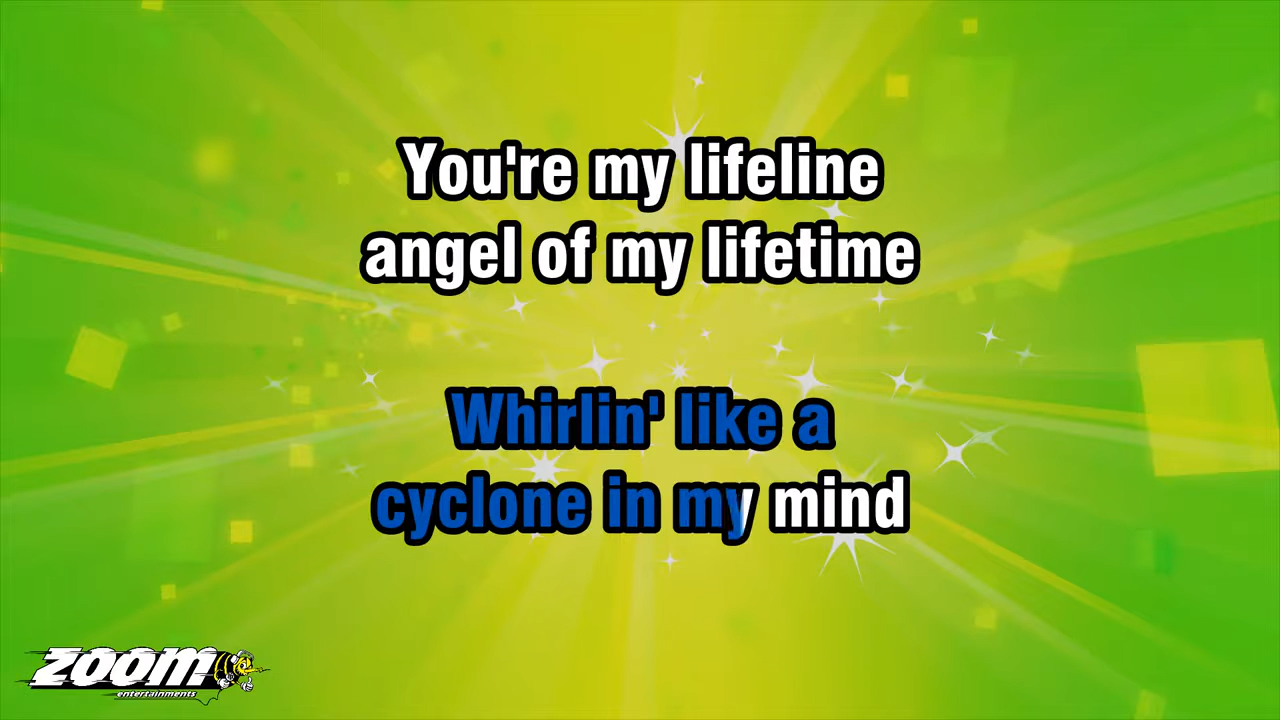 You're my lifeline
angel of my lifetime
Whirlin' like a
cyclone in my mind
ZOOM
entertainments